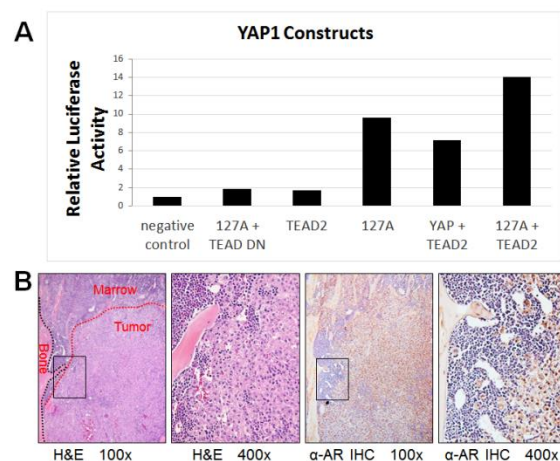 A
YAP1 Constructs
Relative Luciferase
Activity
16
14
12
10
8
6
4
2
0
negative
control
127A +
TEAD DN
TEAD2
127A
YAP +
TEAD2
127A +
TEAD2
B
Marrow
Tumor
Bone
H&E 100x
H&E 400x
α-AR IHC 100x
α-AR IHC 400x